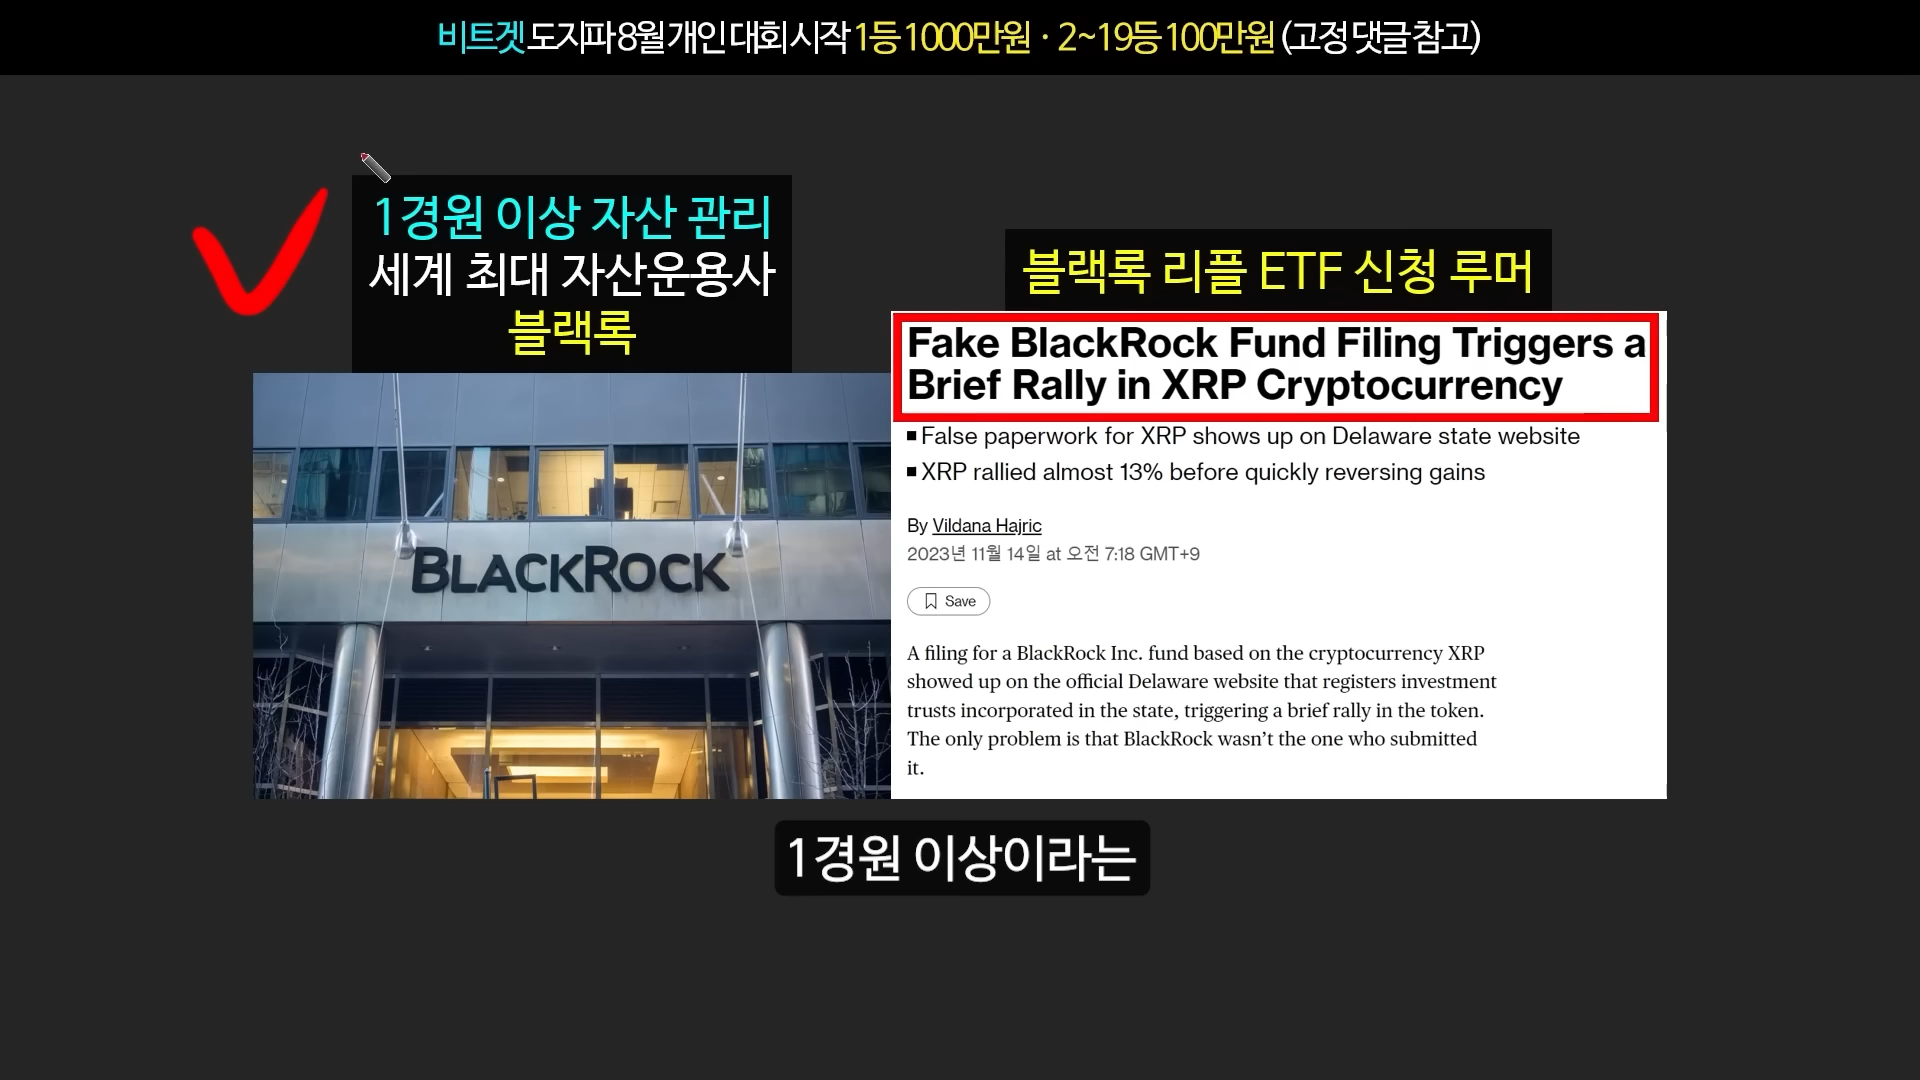 비트겟 도지파 8월 개인 대회 시작 1등 1000만원 · 2~19등 100만원 (고정 댓글 참고)
1경원 이상 자산 관리
세계 최대 자산운용사
블랙록
BLACKROCK
블랙록 리플 ETF 신청 루머
Fake BlackRock Fund Filing Triggers a
Brief Rally in XRP Cryptocurrency
■ False paperwork for XRP shows up on Delaware state website
■ XRP rallied almost 13% before quickly reversing gains
By Vildana Hajric
2023년 11월 14일 at 오전 7:18 GMT+9
Save
A filing for a BlackRock Inc. fund based on the cryptocurrency XRP
showed up on the official Delaware website that registers investment
trusts incorporated in the state, triggering a brief rally in the token.
The only problem is that BlackRock wasn’t the one who submitted
it.
1경원 이상이라는